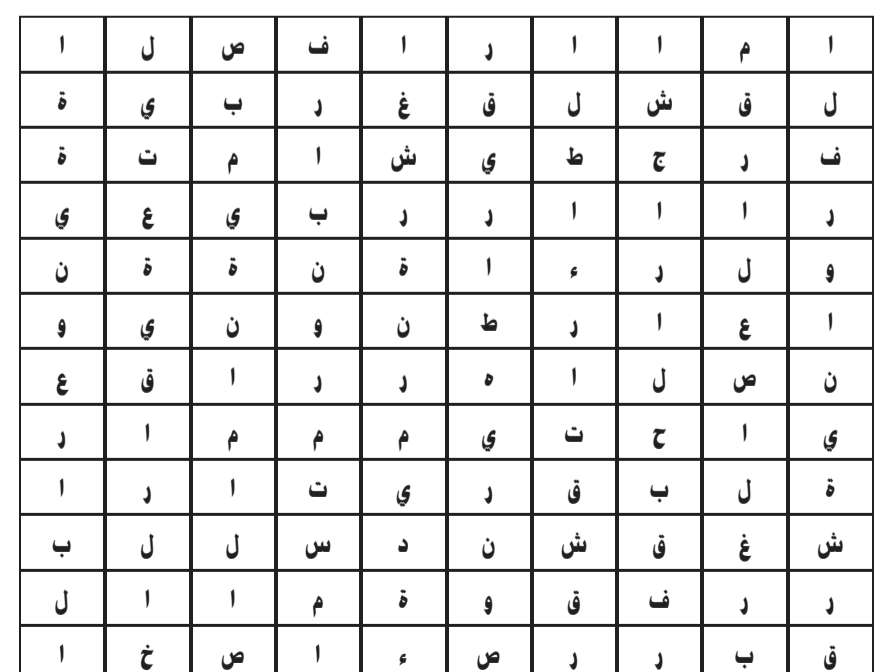 ا م ا ا ر ا ف ص ل ا
ل ق ش ل ق غ ر ب ي ة
ف ر ج ط ي ش ا م ت ة
ر ا ا ا ر ر ب ي ع ي
و ل ر ء ا ة ن ة ة ن
ا ع ا ر ط ن و ن ي و
ن ص ل ا ه ر ر ا ق ع
ي ا ح ت ي م م م ا ر
ة ل ب ق ر ي ت ا ر ا
ش غ ق ش ن د س ل ل ب
ر ر ف ق و ة م ا ا ل
ق ب ر ر ص ء ا ص خ ا